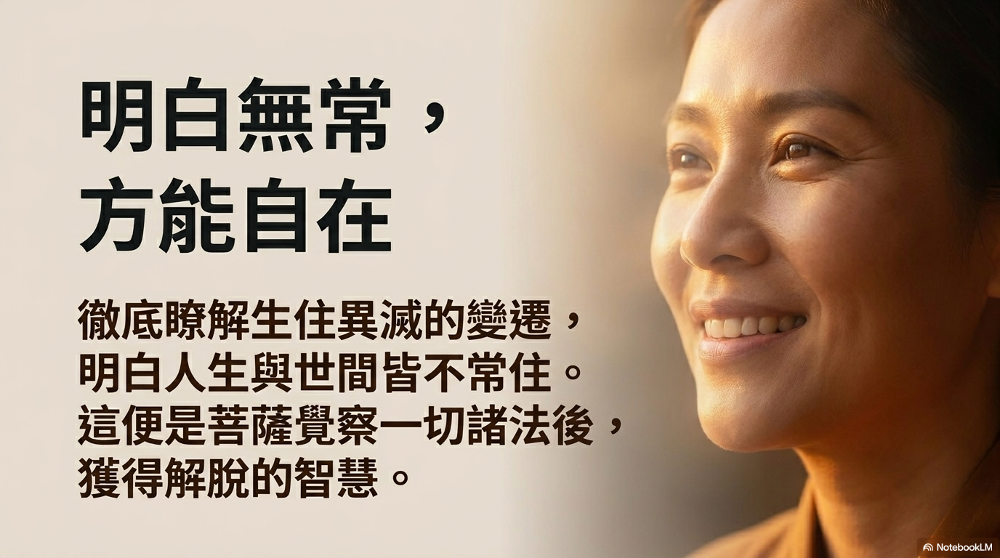 明白無常，
方能自在
徹底瞭解生住異滅的變遷，
明白人生與世間皆不常住。
這便是菩薩覺察一切諸法後，
獲得解脫的智慧。
NotebookLM